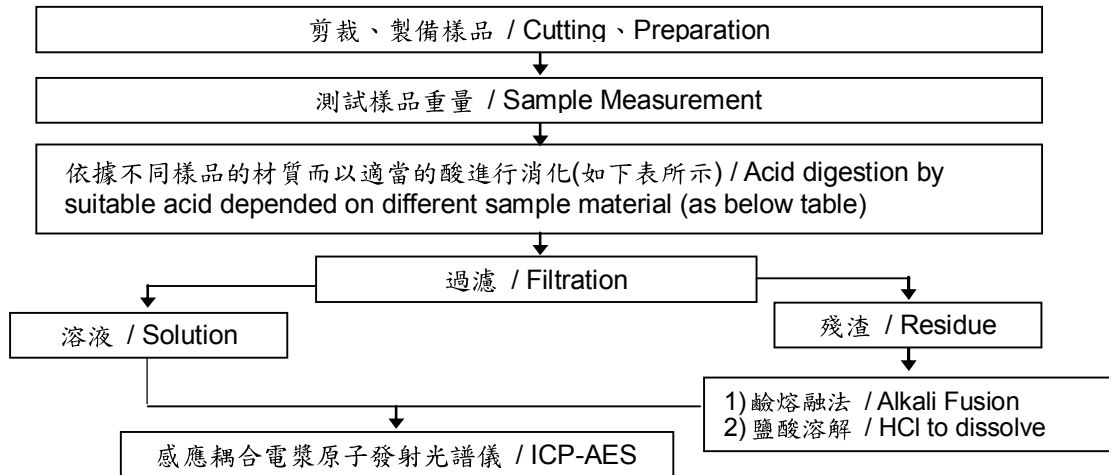 剪裁、製備樣品 / Cutting、Preparation
測試樣品重量 / Sample Measurement
依據不同樣品的材質而以適當的酸進行消化(如下表所示) / Acid digestion by
suitable acid depended on different sample material (as below table)
過濾 / Filtration
溶液 / Solution
殘渣 / Residue
1) 鹼熔融法 / Alkali Fusion
2) 鹽酸溶解 / HCl to dissolve
感應耦合電漿原子發射光譜儀 / ICP-AES